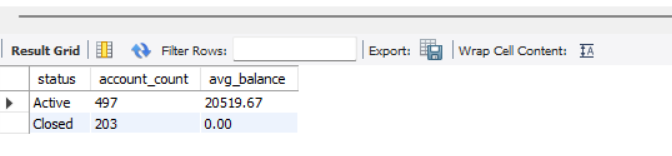 Result Grid Filter Rows: Export: Wrap Cell Content: IA
status account_count avg_balance
Active 497 20519.67
Closed 203 0.00